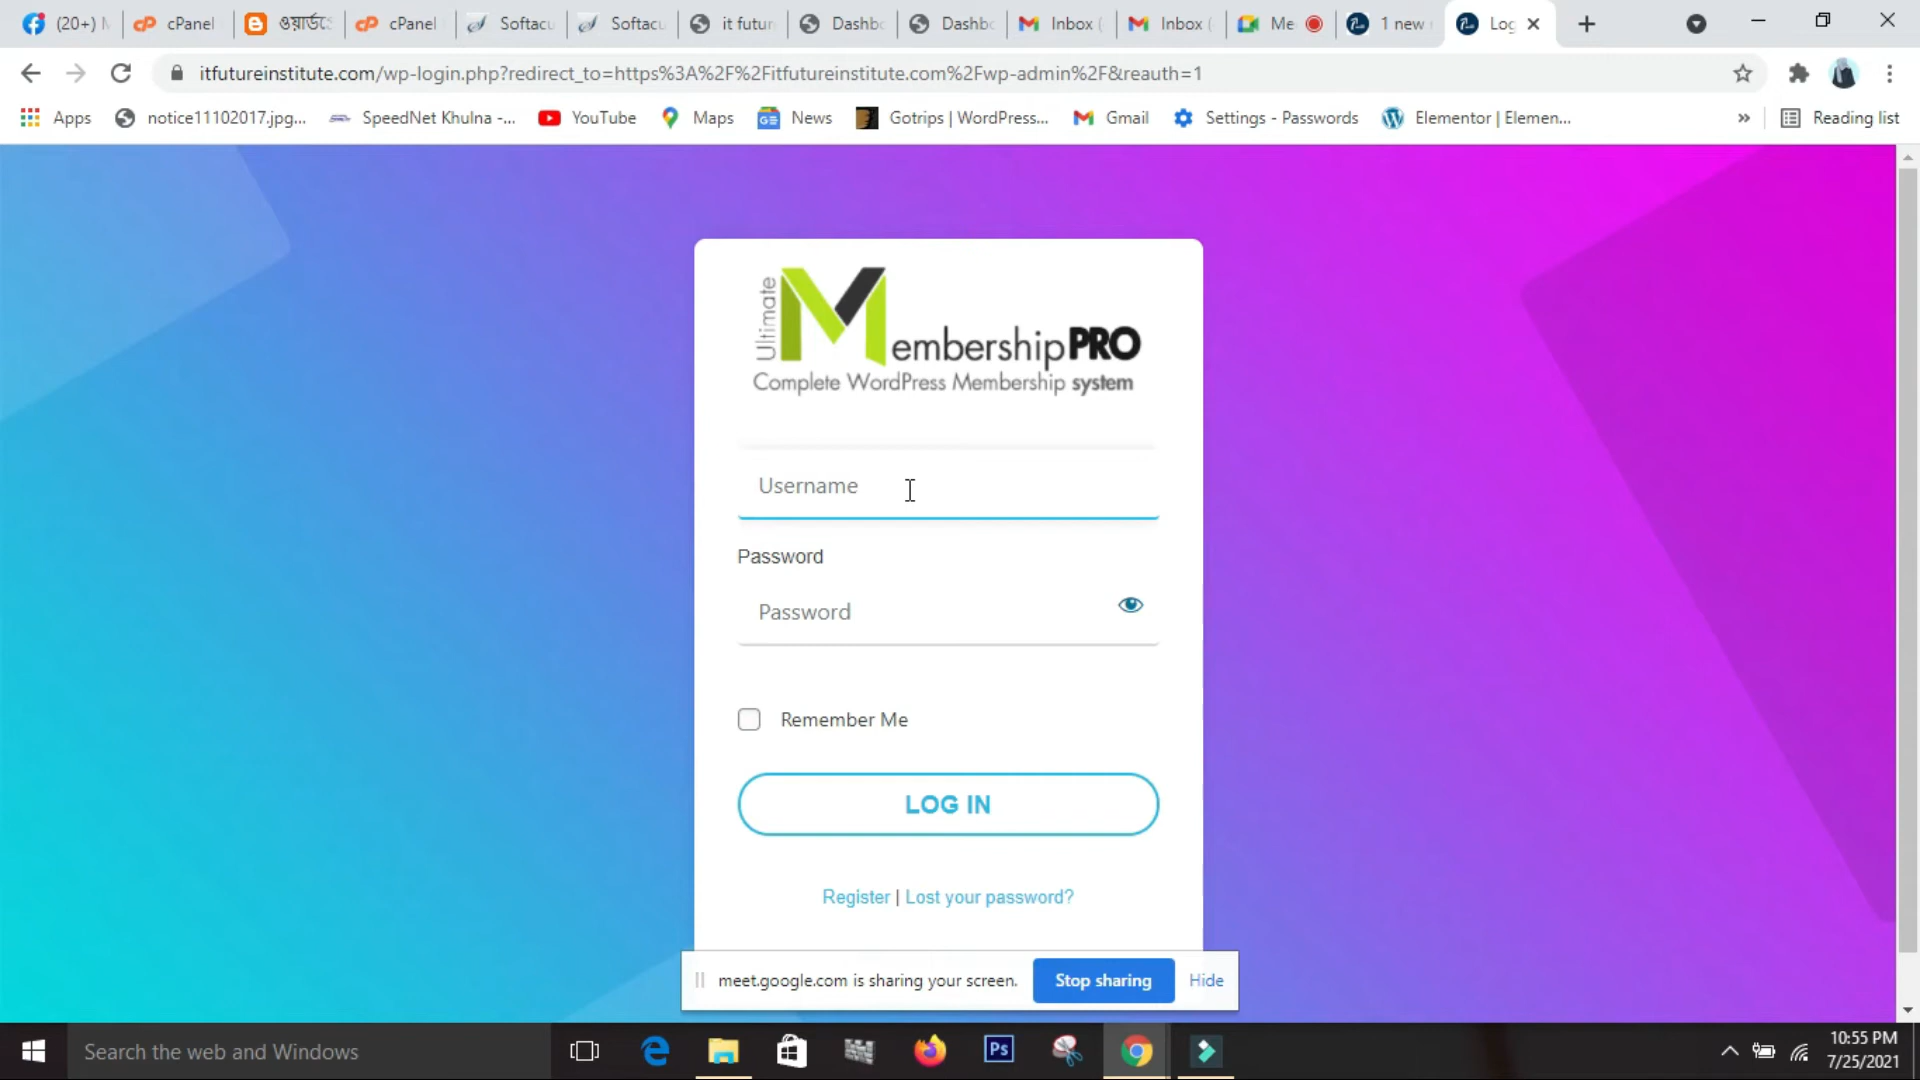 (20+) M
cPanel
ওয়ার্ডে
cPanel
Softacu
Softacu
it futur
Dashb
Dashb
Inbox (
Inbox (
Me
1 new
Log
itfutureinstitute.com/wp-login.php?redirect_to=https%3A%2F%2Fitfutureinstitute.com%2Fwp-admin%2F&reauth=1
Apps
notice11102017.jpg...
SpeedNet Khulna -...
YouTube
Maps
News
Gotrips | WordPress...
Gmail
Settings - Passwords
Elementor | Elemen...
»
Reading list
Ultimate
MembershipPRO
Complete WordPress Membership system
Username
Password
Password
Remember Me
LOG IN
Register | Lost your password?
meet.google.com is sharing your screen.
Stop sharing
Hide
Search the web and Windows
Ps
10:55 PM
7/25/2021